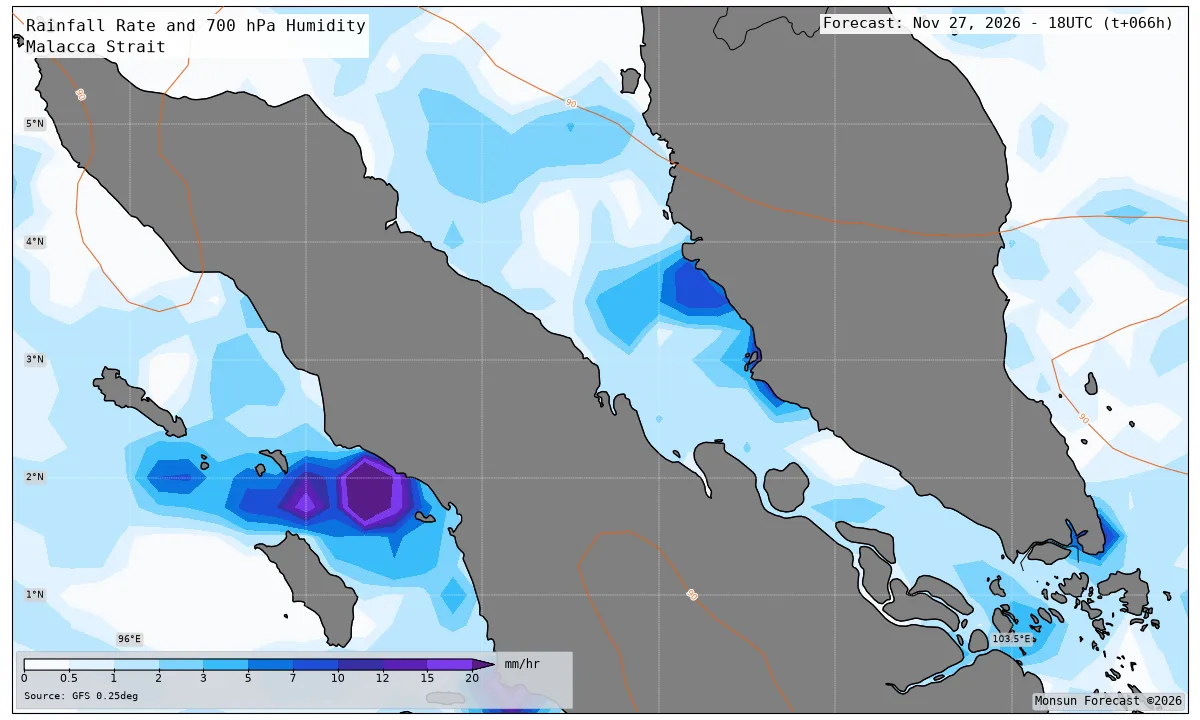 Rainfall Rate and 700 hPa Humidity
Malacca Strait
Forecast: Nov 27, 2026 - 18UTC (t+066h)
90
90
5°N
4°N
3°N
90
2°N
1°N
90
96°E
103.5°E
mm/hr
0 0.5 1 2 3 5 7 10 12 15 20
Source: GFS 0.25deg
Monsun Forecast ©2026